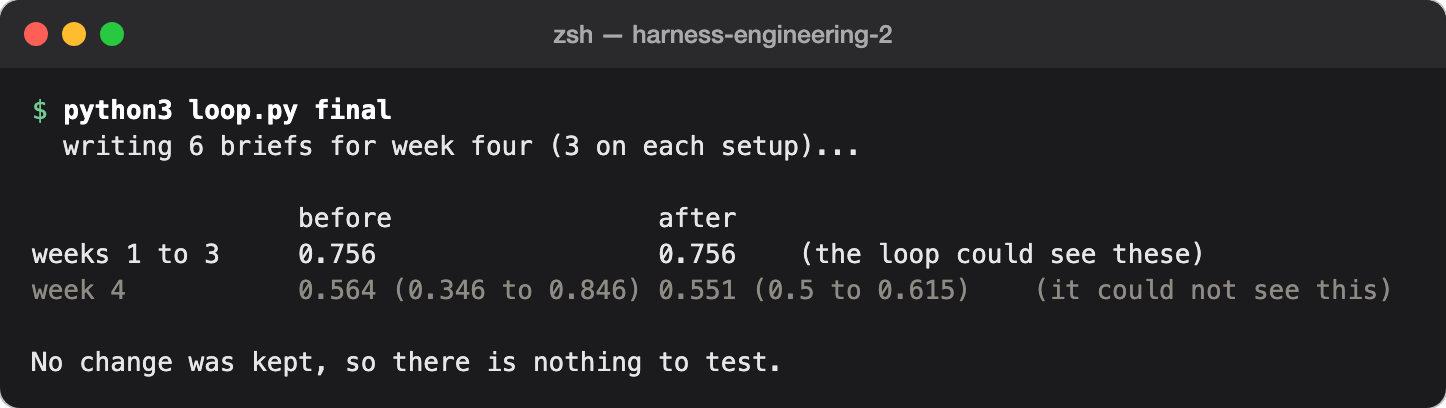 zsh — harness-engineering-2
$ python3 loop.py final
writing 6 briefs for week four (3 on each setup)...
before after
weeks 1 to 3 0.756 0.756 (the loop could see these)
week 4 0.564 (0.346 to 0.846) 0.551 (0.5 to 0.615) (it could not see this)
No change was kept, so there is nothing to test.